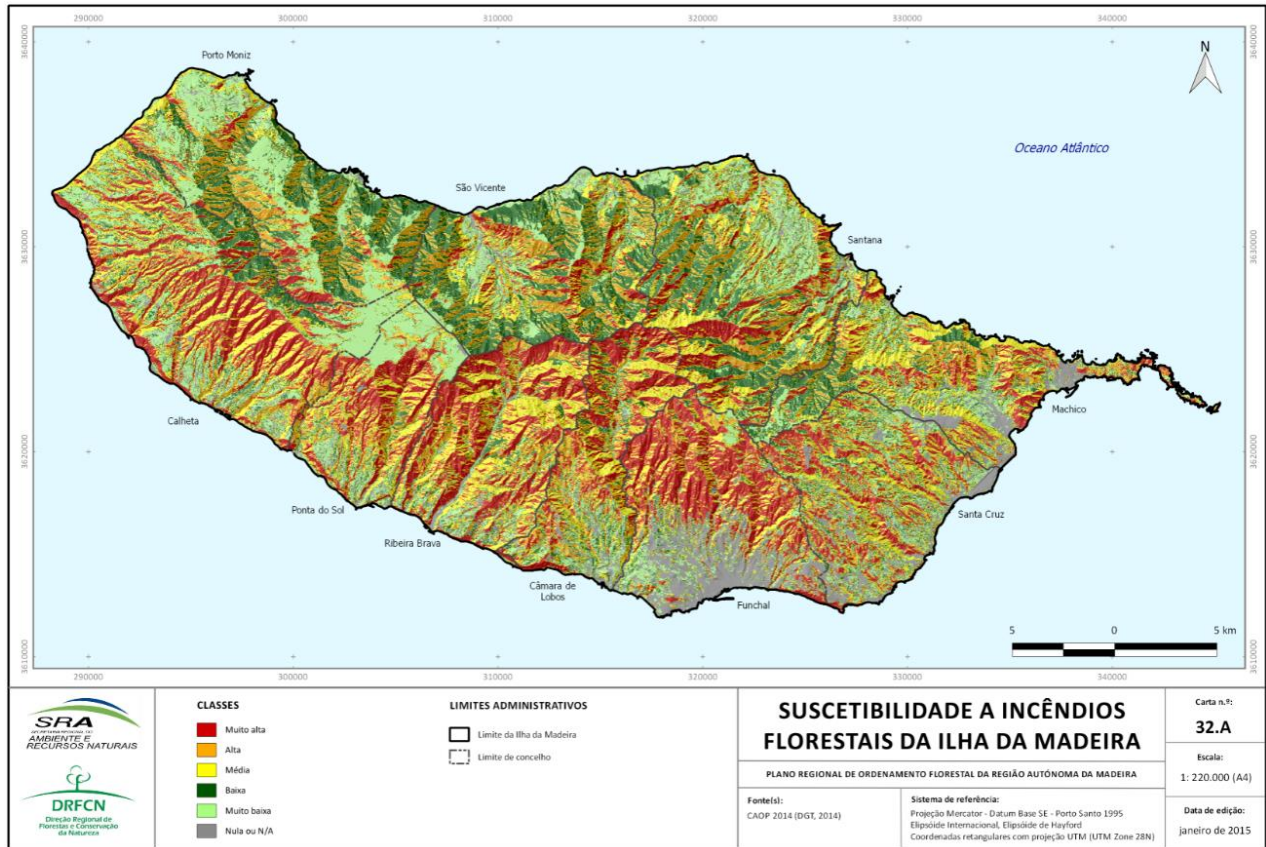 290000
300000
310000
320000
330000
340000
3640000
3640000
Porto Moniz
N
Oceano Atlântico
São Vicente
Santana
3630000
3630000
Machico
Calheta
3620000
3620000
Ponta do Sol
Santa Cruz
Ribeira Brava
Câmara de
Lobos
Funchal
5
0
5 km
3610000
3610000
290000
300000
310000
320000
330000
340000
SRA
SECRETARIA REGIONAL DO
AMBIENTE E
RECURSOS NATURAIS
DRFCN
Direção Regional de
Florestas e Conservação
da Natureza
CLASSES
Muito alta
Alta
Média
Baixa
Muito baixa
Nula ou N/A
LIMITES ADMINISTRATIVOS
Limite da Ilha da Madeira
Limite de concelho
SUSCETIBILIDADE A INCÊNDIOS
FLORESTAIS DA ILHA DA MADEIRA
PLANO REGIONAL DE ORDENAMENTO FLORESTAL DA REGIÃO AUTÓNOMA DA MADEIRA
Fonte(s):
CAOP 2014 (DGT, 2014)
Sistema de referência:
Projeção Mercator - Datum Base SE - Porto Santo 1995
Elipsóide Internacional, Elipsóide de Hayford
Coordenadas retangulares com projeção UTM (UTM Zone 28N)
Carta n.º:
32.A
Escala:
1: 220.000 (A4)
Data de edição:
janeiro de 2015